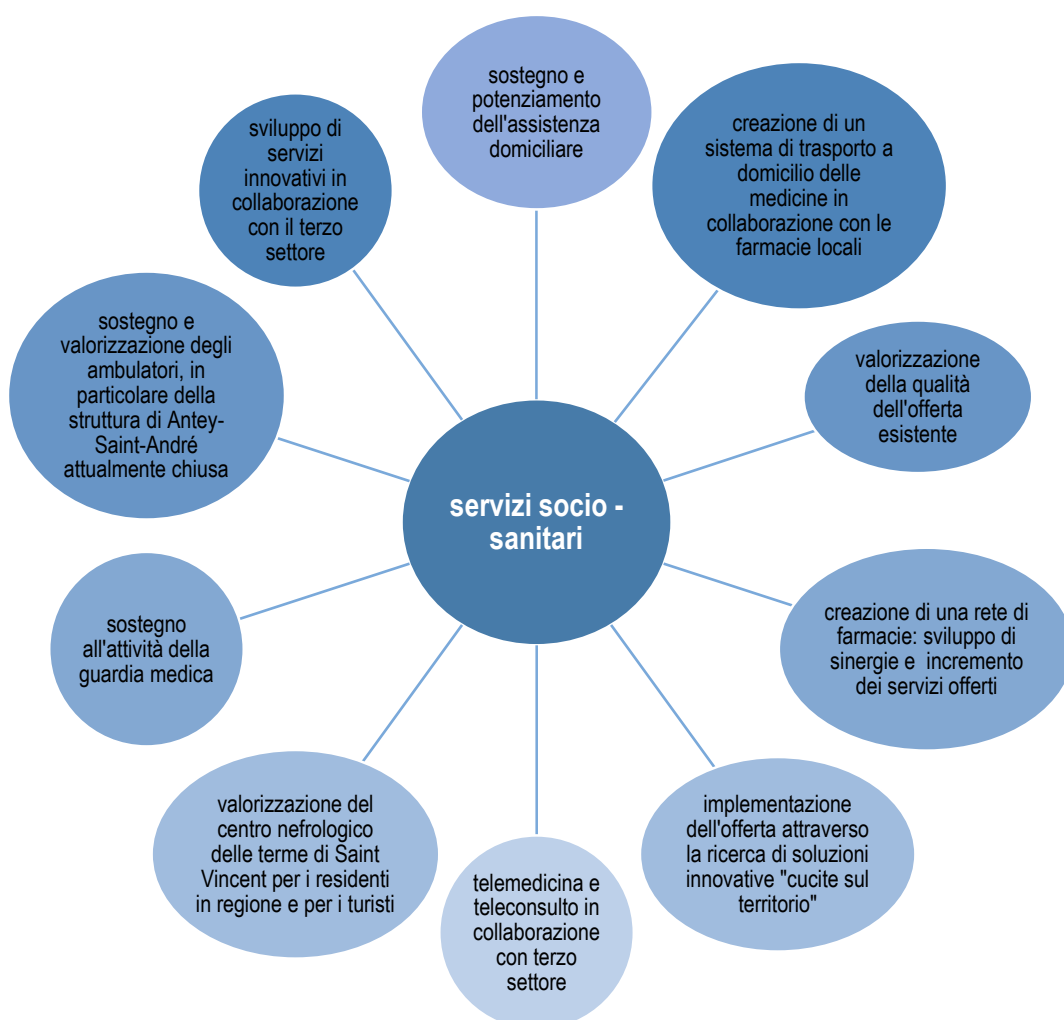 sostegno e
potenziamento
dell'assistenza
domiciliare
creazione di un
sistema di trasporto a
domicilio delle
medicine in
collaborazione con le
farmacie locali
valorizzazione
della qualità
dell'offerta
esistente
creazione di una rete di
farmacie: sviluppo di
sinergie e incremento
dei servizi offerti
implementazione
dell'offerta attraverso
la ricerca di soluzioni
innovative "cucite sul
territorio"
telemedicina e
teleconsulto in
collaborazione
con terzo
settore
valorizzazione del
centro nefrologico
delle terme di Saint
Vincent per i residenti
in regione e per i turisti
sostegno
all'attività della
guardia medica
sostegno e
valorizzazione degli
ambulatori, in
particolare della
struttura di Antey-
Saint-André
attualmente chiusa
sviluppo di
servizi
innovativi in
collaborazione
con il terzo
settore
servizi socio -
sanitari